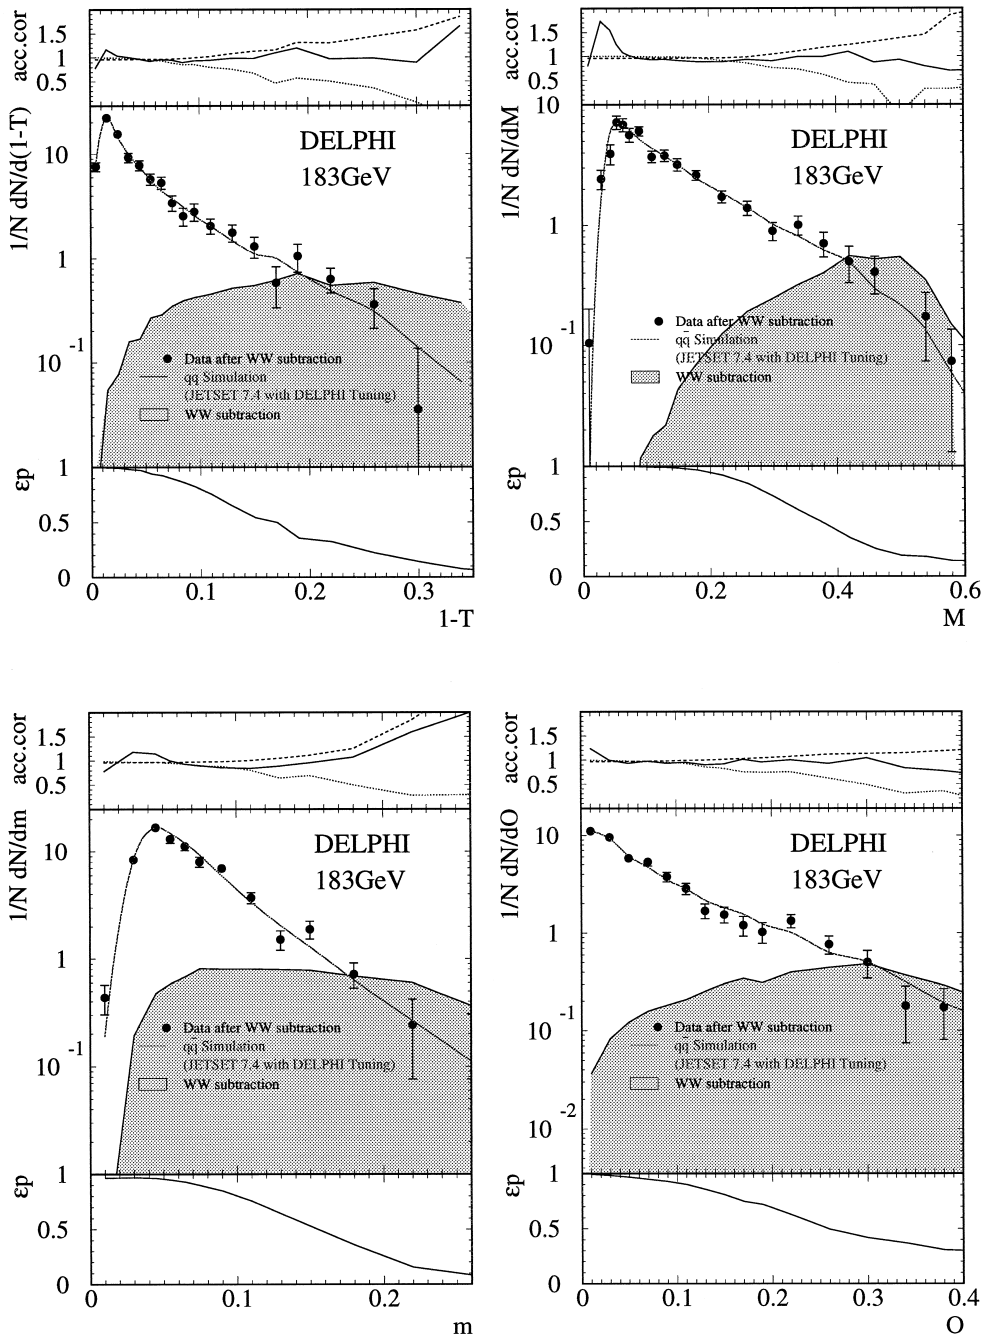 acc.cor
1.5
1
0.5
1/N dN/d(1-T)
10
1
10 -1
DELPHI
183GeV
Data after WW subtraction
qq̄ Simulation
(JETSET 7.4 with DELPHI Tuning)
WW subtraction
εp
1
0.5
0
0 0.1 0.2 0.3
1-T
acc.cor
1.5
1
0.5
1/N dN/dM
10
1
10 -1
DELPHI
183GeV
Data after WW subtraction
qq̄ Simulation
(JETSET 7.4 with DELPHI Tuning)
WW subtraction
εp
1
0.5
0
0 0.2 0.4 0.6
M
acc.cor
1.5
1
0.5
1/N dN/dm
10
1
10 -1
DELPHI
183GeV
Data after WW subtraction
qq̄ Simulation
(JETSET 7.4 with DELPHI Tuning)
WW subtraction
εp
1
0.5
0
0 0.1 0.2
m
acc.cor
1.5
1
0.5
1/N dN/dO
10
1
10 -1
10 -2
DELPHI
183GeV
Data after WW subtraction
qq̄ Simulation
(JETSET 7.4 with DELPHI Tuning)
WW subtraction
εp
1
0.5
0
0 0.1 0.2 0.3 0.4
O